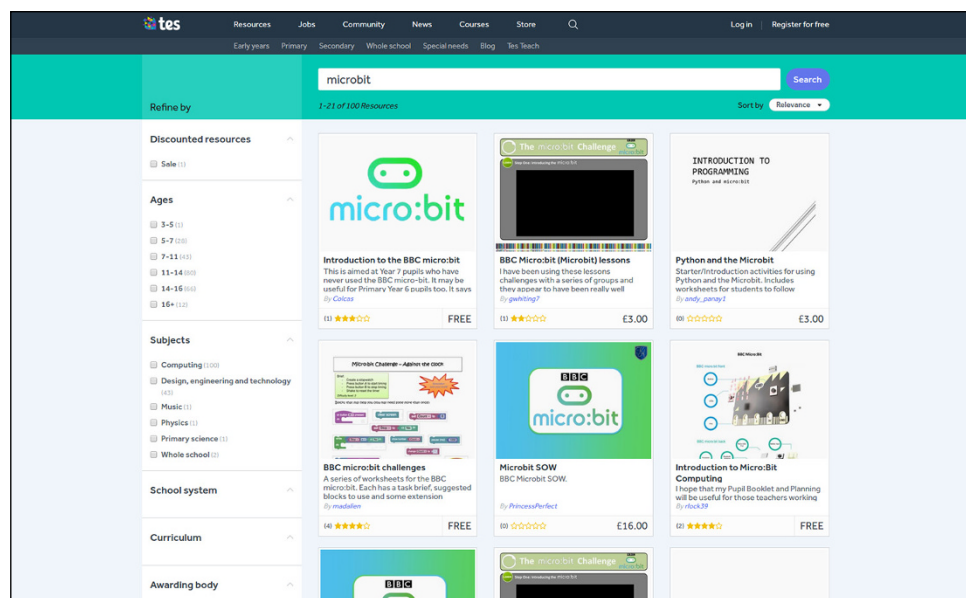 tes
Resources Jobs Community News Courses Store
Log in Register for free
Early years Primary Secondary Whole school Special needs Blog Tes Teach
microbit
Search
Refine by
1-21 of 100 Resources
Sort by Relevance
Discounted resources
Sale (1)
Ages
3-5 (1)
5-7 (28)
7-11 (43)
11-14 (80)
14-16 (66)
16+ (12)
Subjects
Computing (100)
Design, engineering and technology
(43)
Music (1)
Physics (1)
Primary science (1)
Whole school (2)
School system
Curriculum
Awarding body
micro:bit
Introduction to the BBC micro:bit
This is aimed at Year 7 pupils who have
never used the BBC micro-bit. It may be
useful for Primary Year 6 pupils too. It says
By Colcas
(1) FREE
The micro:bit Challenge
micro:bit
BBC Micro:bit (Microbit) lessons
I have been using these lessons
challenges with a series of groups and
they appear to have been really well
By gwhiting7
(1) £3.00
INTRODUCTION TO
PROGRAMMING
Python and micro:bit
Python and the Microbit
Starter/Introduction activities for using
Python and the Microbit. Includes
worksheets for students to follow
By andy_panay1
(0) £3.00
Micro:bit Challenge – Against the clock
BBC micro:bit challenges
A series of worksheets for the BBC
micro:bit. Each has a task brief, suggested
blocks to use and some extension
By madalien
(4) FREE
BBC
micro:bit
Microbit SOW
BBC Microbit SOW.
By PrincessPerfect
(0) £16.00
BBC Micro:Bit
Introduction to Micro:Bit
Computing
I hope that my Pupil Booklet and Planning
will be useful for those teachers working
By rlock39
(2) FREE
BBC
The micro:bit Challenge
micro:bit